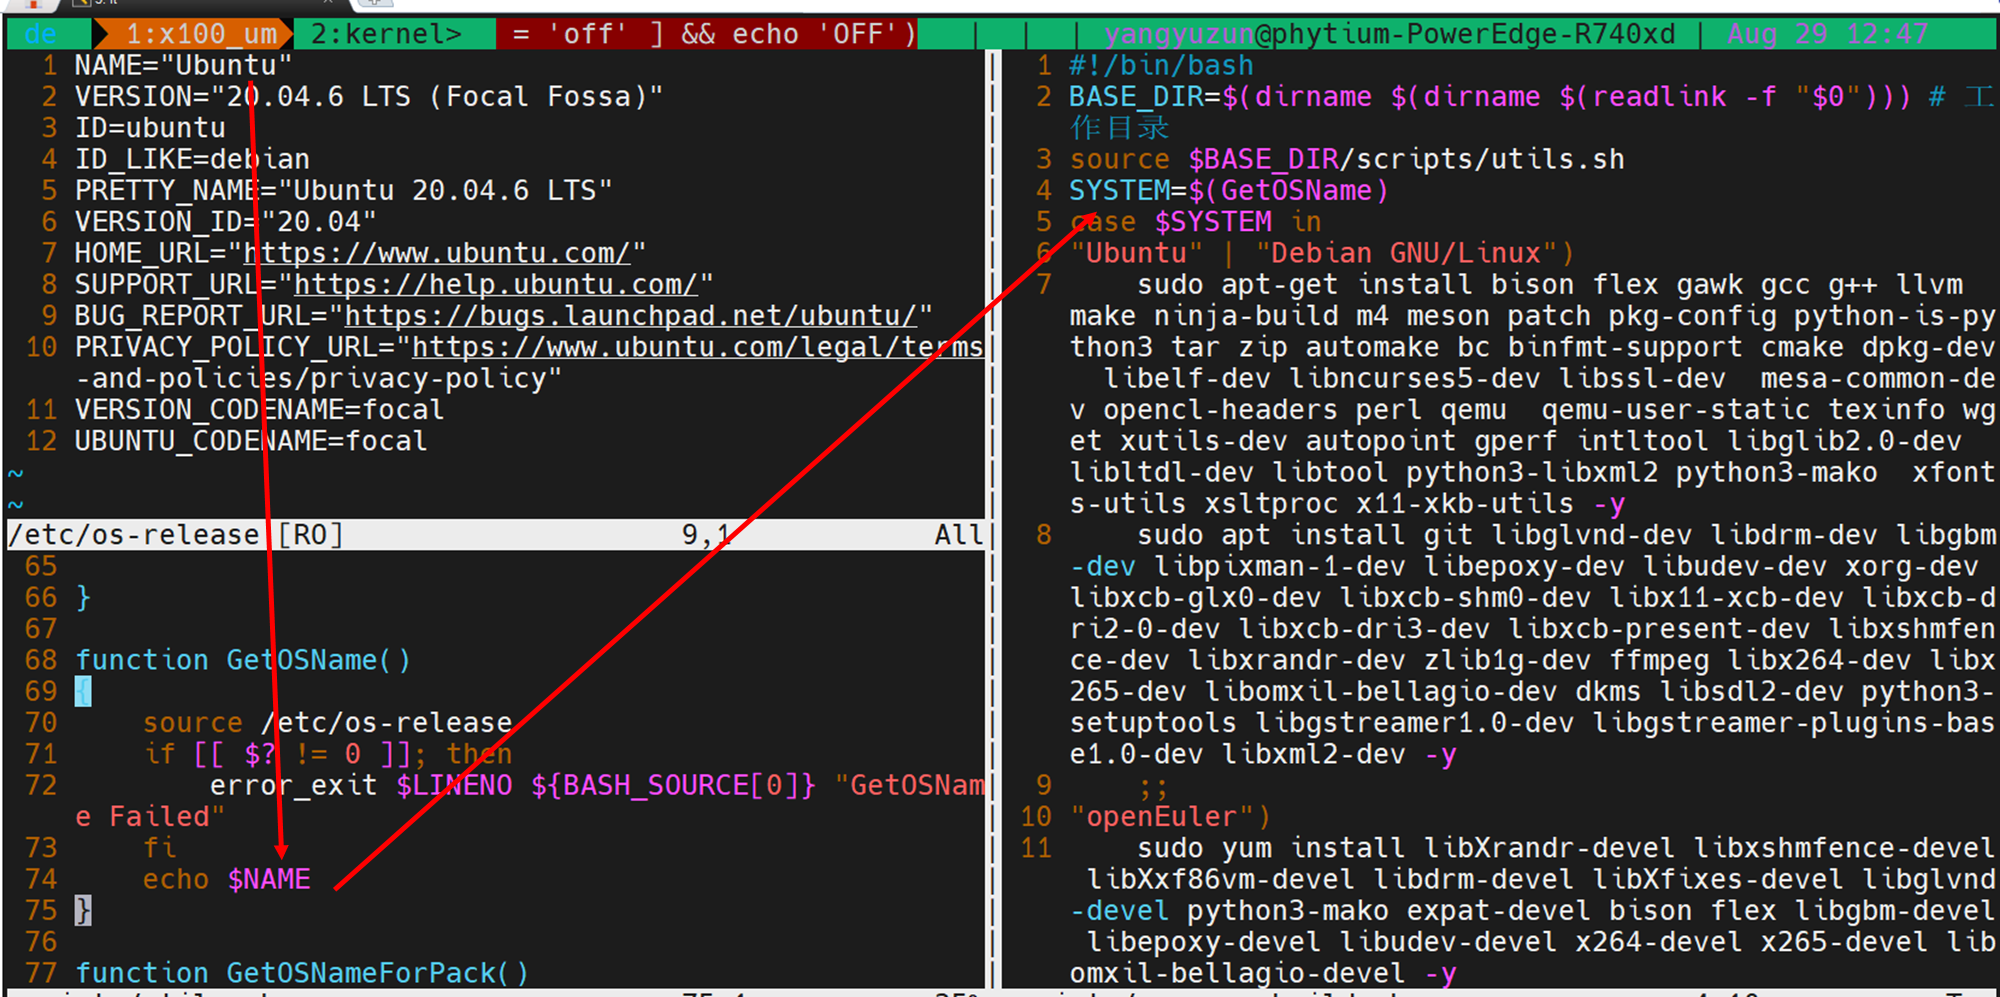 de 1:x100_um 2:kernel> = 'off' ] && echo 'OFF') | | | yangyuzun@phytium-PowerEdge-R740xd | Aug 29 12:47
1 NAME="Ubuntu"
2 VERSION="20.04.6 LTS (Focal Fossa)"
3 ID=ubuntu
4 ID_LIKE=debian
5 PRETTY_NAME="Ubuntu 20.04.6 LTS"
6 VERSION_ID="20.04"
7 HOME_URL="https://www.ubuntu.com/"
8 SUPPORT_URL="https://help.ubuntu.com/"
9 BUG_REPORT_URL="https://bugs.launchpad.net/ubuntu/"
10 PRIVACY_POLICY_URL="https://www.ubuntu.com/legal/terms
-and-policies/privacy-policy"
11 VERSION_CODENAME=focal
12 UBUNTU_CODENAME=focal
~
~
/etc/os-release [RO] 9,1 All
65
66 }
67
68 function GetOSName()
69 {
70     source /etc/os-release
71     if [[ $? != 0 ]]; then
72         error_exit $LINENO ${BASH_SOURCE[0]} "GetOSNam
e Failed"
73     fi
74     echo $NAME
75 }
76
77 function GetOSNameForPack()
1 #!/bin/bash
2 BASE_DIR=$(dirname $(dirname $(readlink -f "$0"))) # 工
作目录
3 source $BASE_DIR/scripts/utils.sh
4 SYSTEM=$(GetOSName)
5 case $SYSTEM in
6 "Ubuntu" | "Debian GNU/Linux")
7     sudo apt-get install bison flex gawk gcc g++ llvm
make ninja-build m4 meson patch pkg-config python-is-py
thon3 tar zip automake bc binfmt-support cmake dpkg-dev
  libelf-dev libncurses5-dev libssl-dev  mesa-common-de
v opencl-headers perl qemu  qemu-user-static texinfo wg
et xutils-dev autopoint gperf intltool libglib2.0-dev
libltdl-dev libtool python3-libxml2 python3-mako  xfont
s-utils xsltproc x11-xkb-utils -y
8     sudo apt install git libglvnd-dev libdrm-dev libgbm
-dev libpixman-1-dev libepoxy-dev libudev-dev xorg-dev
libxcb-glx0-dev libxcb-shm0-dev libx11-xcb-dev libxcb-d
ri2-0-dev libxcb-dri3-dev libxcb-present-dev libxshmfen
ce-dev libxrandr-dev zlib1g-dev ffmpeg libx264-dev libx
265-dev libomxil-bellagio-dev dkms libsdl2-dev python3-
setuptools libgstreamer1.0-dev libgstreamer-plugins-bas
e1.0-dev libxml2-dev -y
9     ;;
10 "openEuler")
11     sudo yum install libXrandr-devel libxshmfence-devel
 libXxf86vm-devel libdrm-devel libXfixes-devel libglvnd
-devel python3-mako expat-devel bison flex libgbm-devel
 libepoxy-devel libudev-devel x264-devel x265-devel lib
omxil-bellagio-devel -y